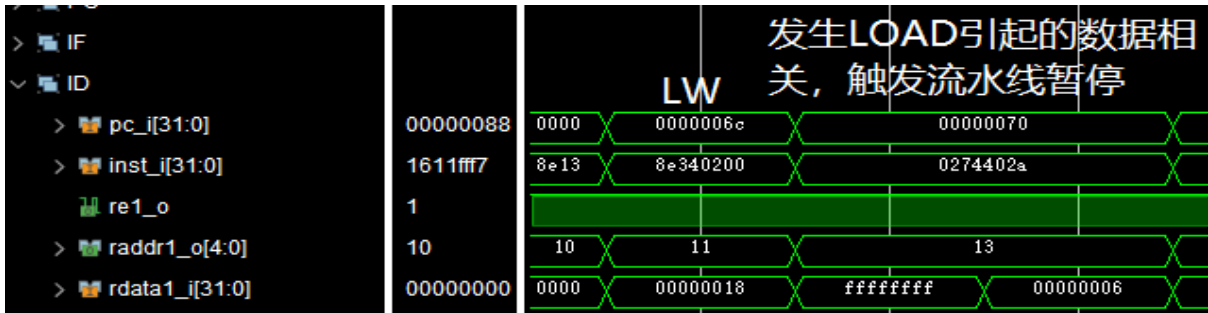 IF
发生LOAD引起的数据相
ID
LW
关，触发流水线暂停
pc_i[31:0] 00000088 0000 0000006c 00000070
inst_i[31:0] 1611fff7 8e13 8e340200 0274402a
re1_o 1
raddr1_o[4:0] 10 10 11 13
rdata1_i[31:0] 00000000 0000 00000018 ffffffff 00000006